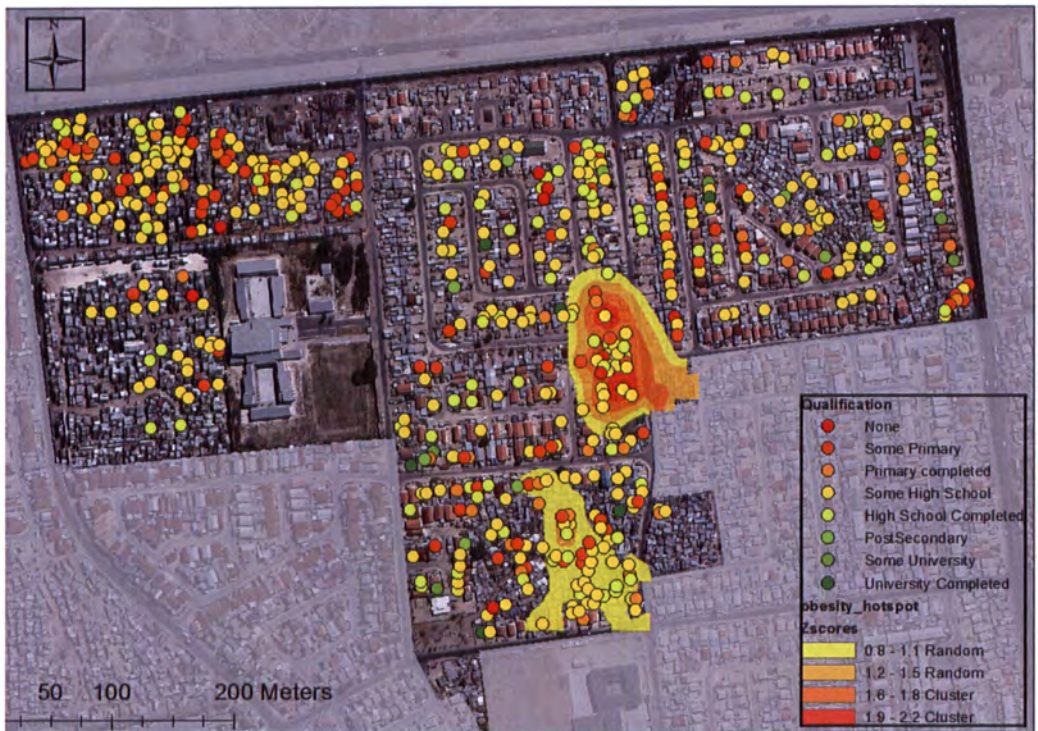 N
50 100 200 Meters
Qualification
None
Some Primary
Primary completed
Some High School
High School Completed
PostSecondary
Some University
University Completed
obesity_hotspot
Zscores
0.8 - 1.1 Random
1.2 - 1.5 Random
1.6 - 1.8 Cluster
1.9 - 2.2 Cluster